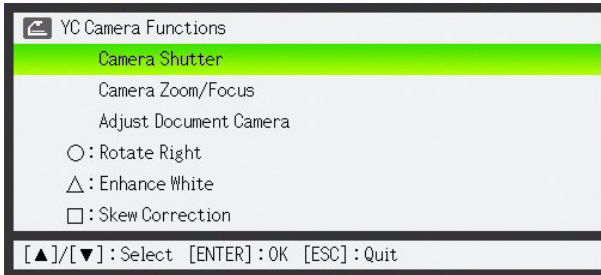 YC Camera Functions
Camera Shutter
Camera Zoom/Focus
Adjust Document Camera
○：Rotate Right
△：Enhance White
□：Skew Correction
[▲]/[▼]：Select [ENTER]：OK [ESC]：Quit